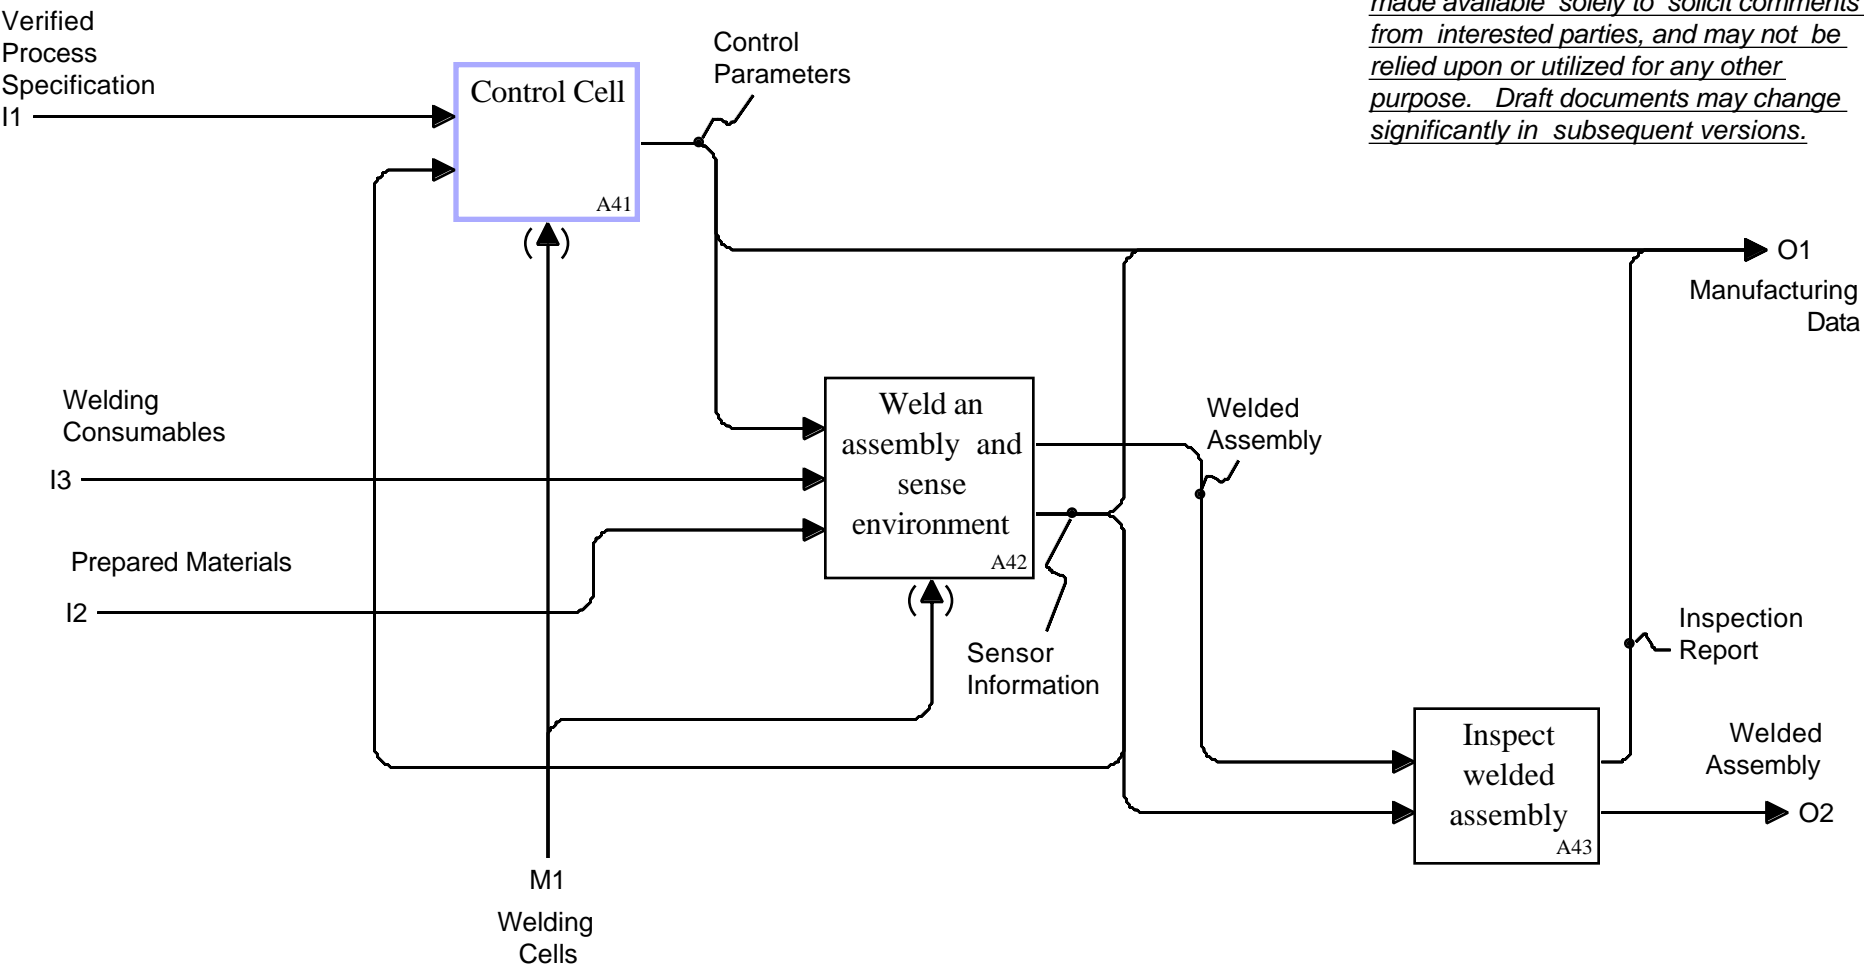 made available solely to solicit comments
from interested parties, and may not be
relied upon or utilized for any other
purpose. Draft documents may change
significantly in subsequent versions.
Verified
Process
Specification
I1
Control Cell
A41
Control
Parameters
O1
Manufacturing
Data
Welding
Consumables
I3
Prepared Materials
I2
Weld an
assembly and
sense
environment
A42
( )
( )
Welded
Assembly
Sensor
Information
Inspection
Report
Inspect
welded
assembly
A43
Welded
Assembly
O2
M1
Welding
Cells